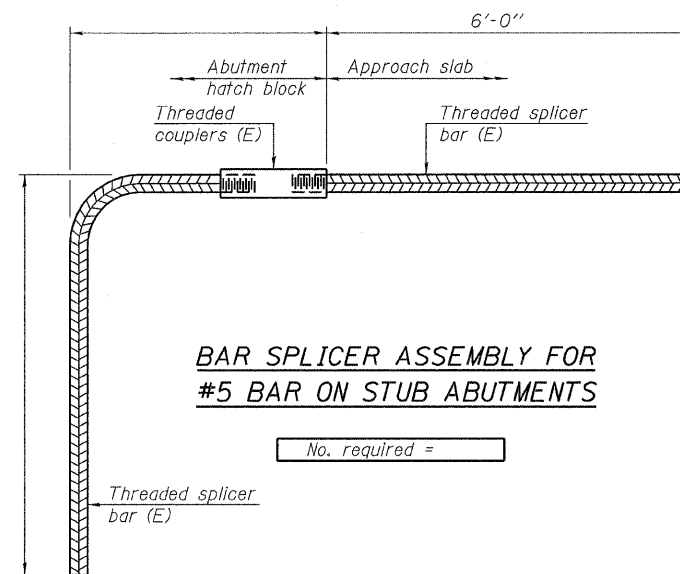 6'-0"
Abutment
hatch block
Approach slab
Threaded
couplers (E)
Threaded splicer
bar (E)
BAR SPLICER ASSEMBLY FOR
#5 BAR ON STUB ABUTMENTS
No. required =
Threaded splicer
bar (E)